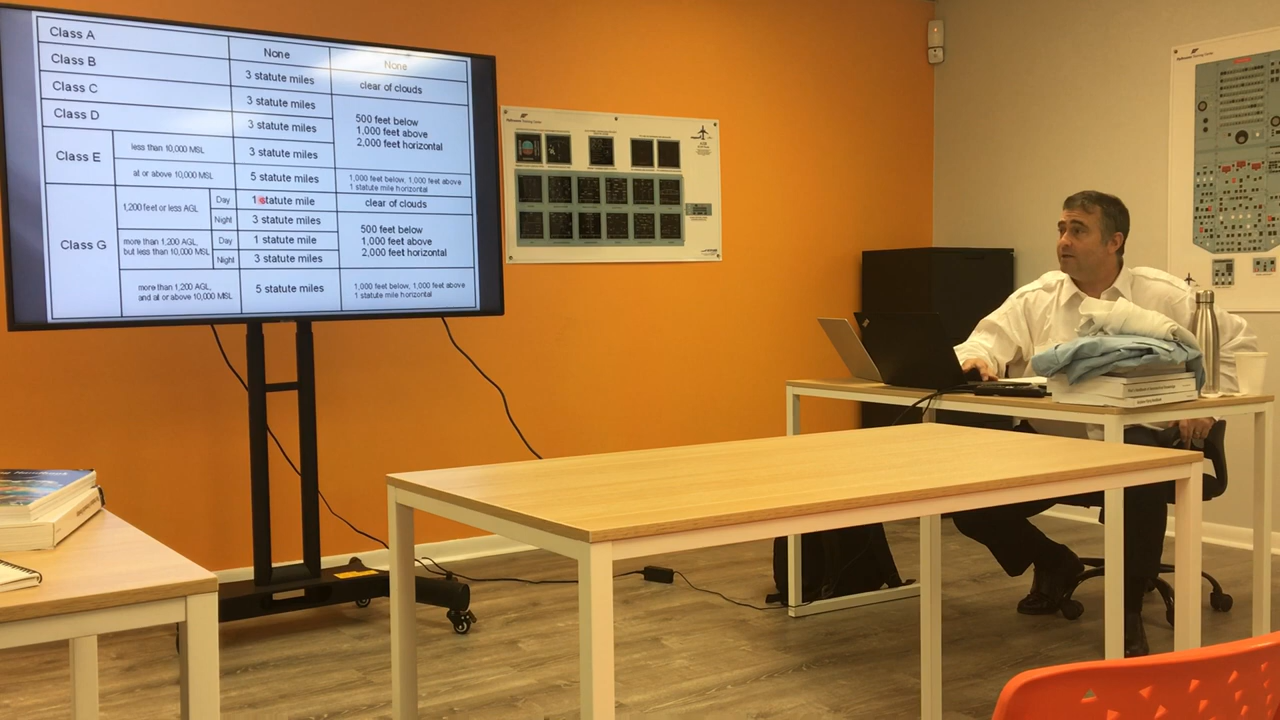 Class A
None
None
Class B
3 statute miles
clear of clouds
Class C
3 statute miles
500 feet below
1,000 feet above
2,000 feet horizontal
Class D
3 statute miles
Class E
less than 10,000 MSL
3 statute miles
at or above 10,000 MSL
5 statute miles
1,000 feet below, 1,000 feet above
1 statute mile horizontal
Class G
1,200 feet or less AGL
Day
1 statute mile
clear of clouds
Night
3 statute miles
500 feet below
1,000 feet above
2,000 feet horizontal
more than 1,200 AGL,
but less than 10,000 MSL
Day
1 statute mile
Night
3 statute miles
more than 1,200 AGL,
and at or above 10,000 MSL
5 statute miles
1,000 feet below, 1,000 feet above
1 statute mile horizontal